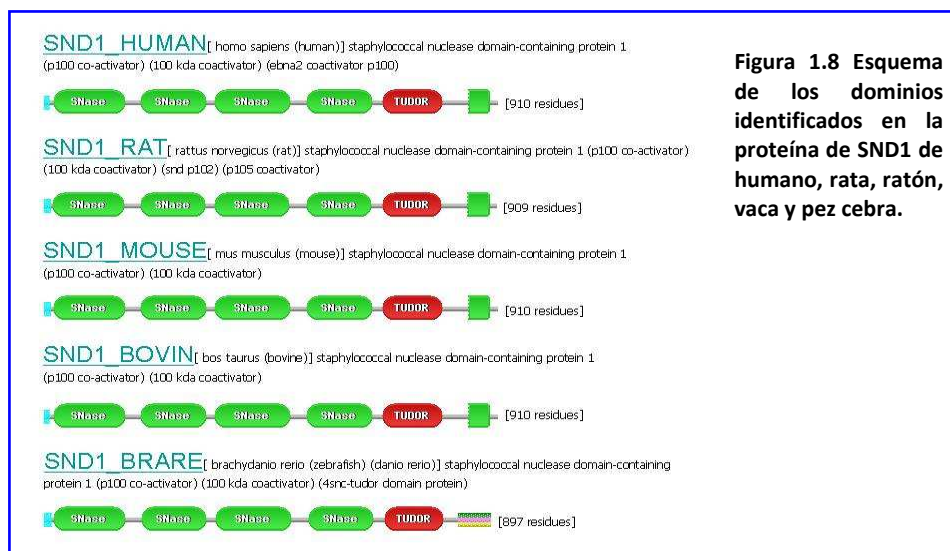 SND1_HUMAN[ homo sapiens (human)] staphylococcal nuclease domain-containing protein 1
(p100 co-activator) (100 kda coactivator) (ebna2 coactivator p100)
SNase SNase SNase SNase TUDOR [910 residues]
SND1_RAT[ rattus norvegicus (rat)] staphylococcal nuclease domain-containing protein 1 (p100 co-activator)
(100 kda coactivator) (snd p102) (p105 coactivator)
SNase SNase SNase SNase TUDOR [909 residues]
SND1_MOUSE[ mus musculus (mouse)] staphylococcal nuclease domain-containing protein 1
(p100 co-activator) (100 kda coactivator)
SNase SNase SNase SNase TUDOR [910 residues]
SND1_BOVIN[ bos taurus (bovine)] staphylococcal nuclease domain-containing protein 1
(p100 co-activator) (100 kda coactivator)
SNase SNase SNase SNase TUDOR [910 residues]
SND1_BRARE[ brachydanio rerio (zebrafish) (danio rerio)] staphylococcal nuclease domain-containing
protein 1 (p100 co-activator) (100 kda coactivator) (4snc-tudor domain protein)
SNase SNase SNase SNase TUDOR [897 residues]
Figura 1.8 Esquema
de los dominios
identificados en la
proteína de SND1 de
humano, rata, ratón,
vaca y pez cebra.